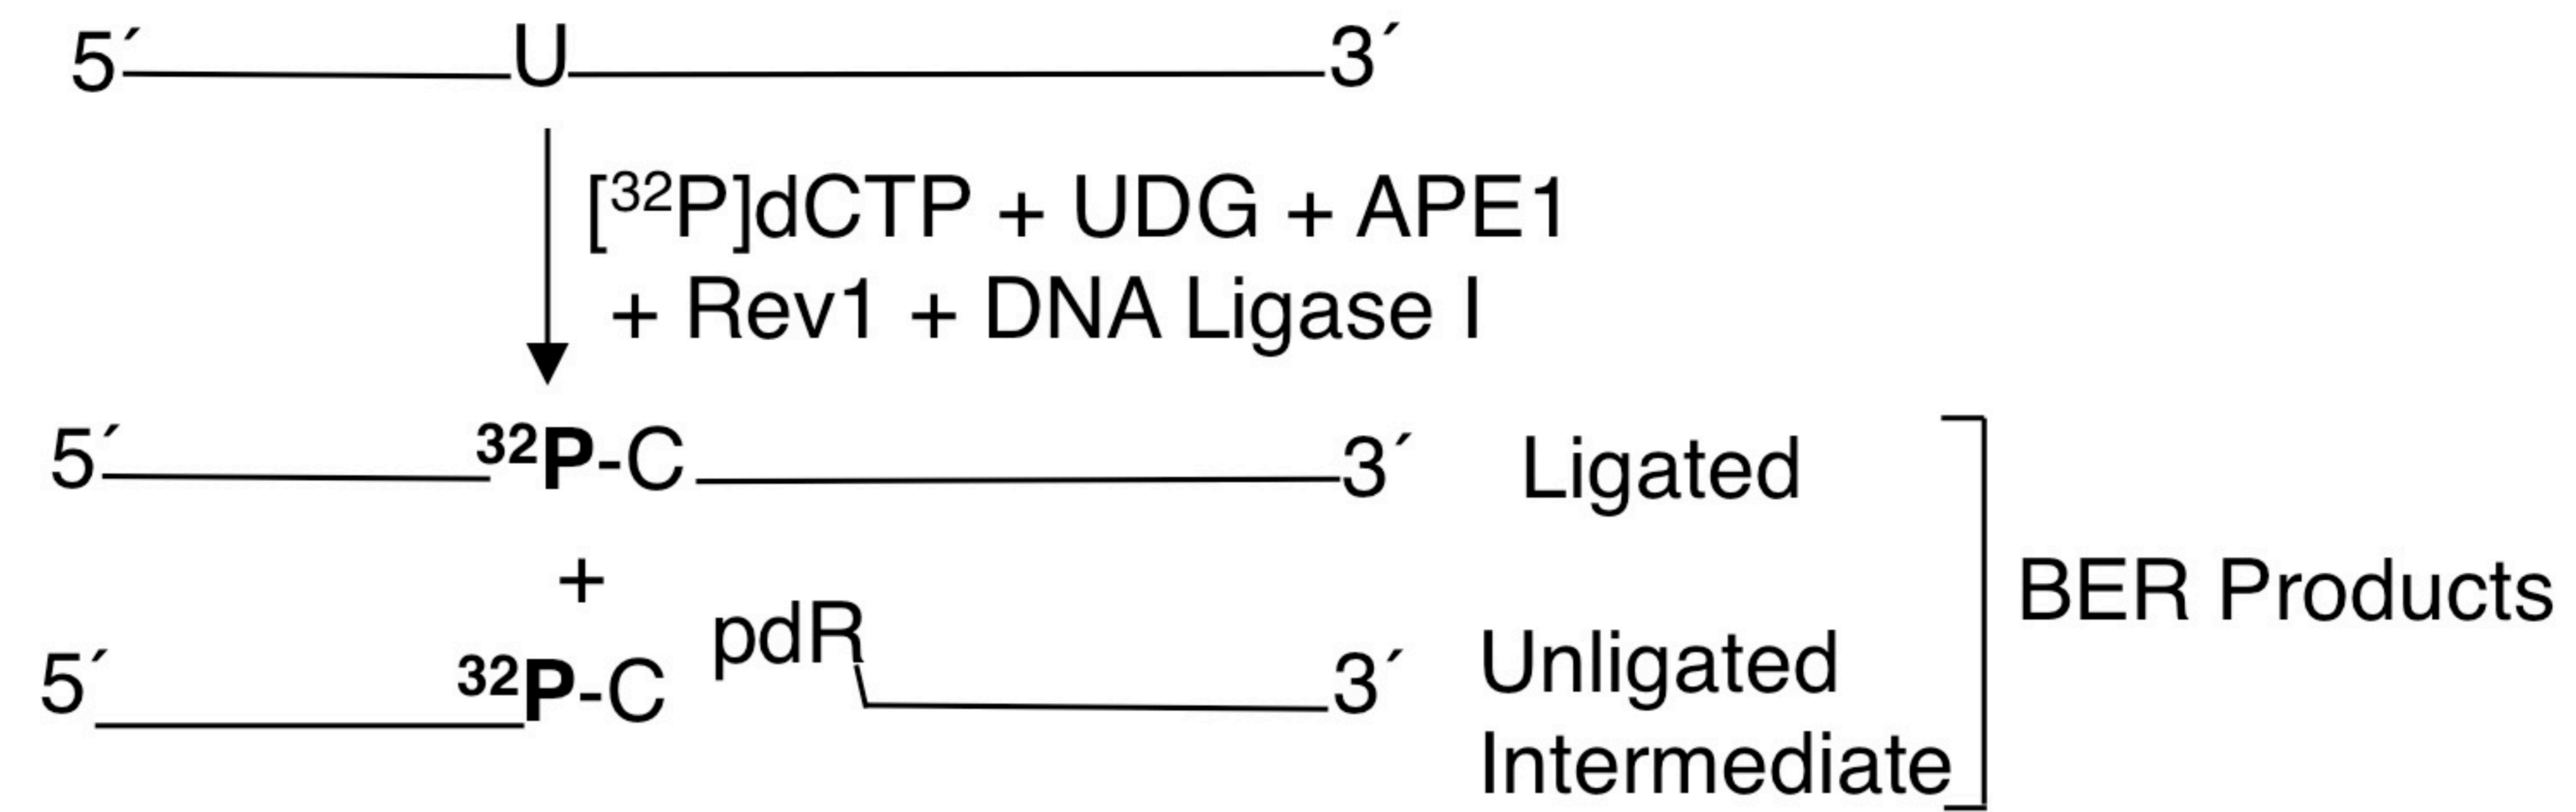 5´ U 3´
[³²P]dCTP + UDG + APE1
+ Rev1 + DNA Ligase I
5´ ³²P-C 3´ Ligated
+
BER Products
pdR
5´ ³²P-C 3´ Unligated
Intermediate